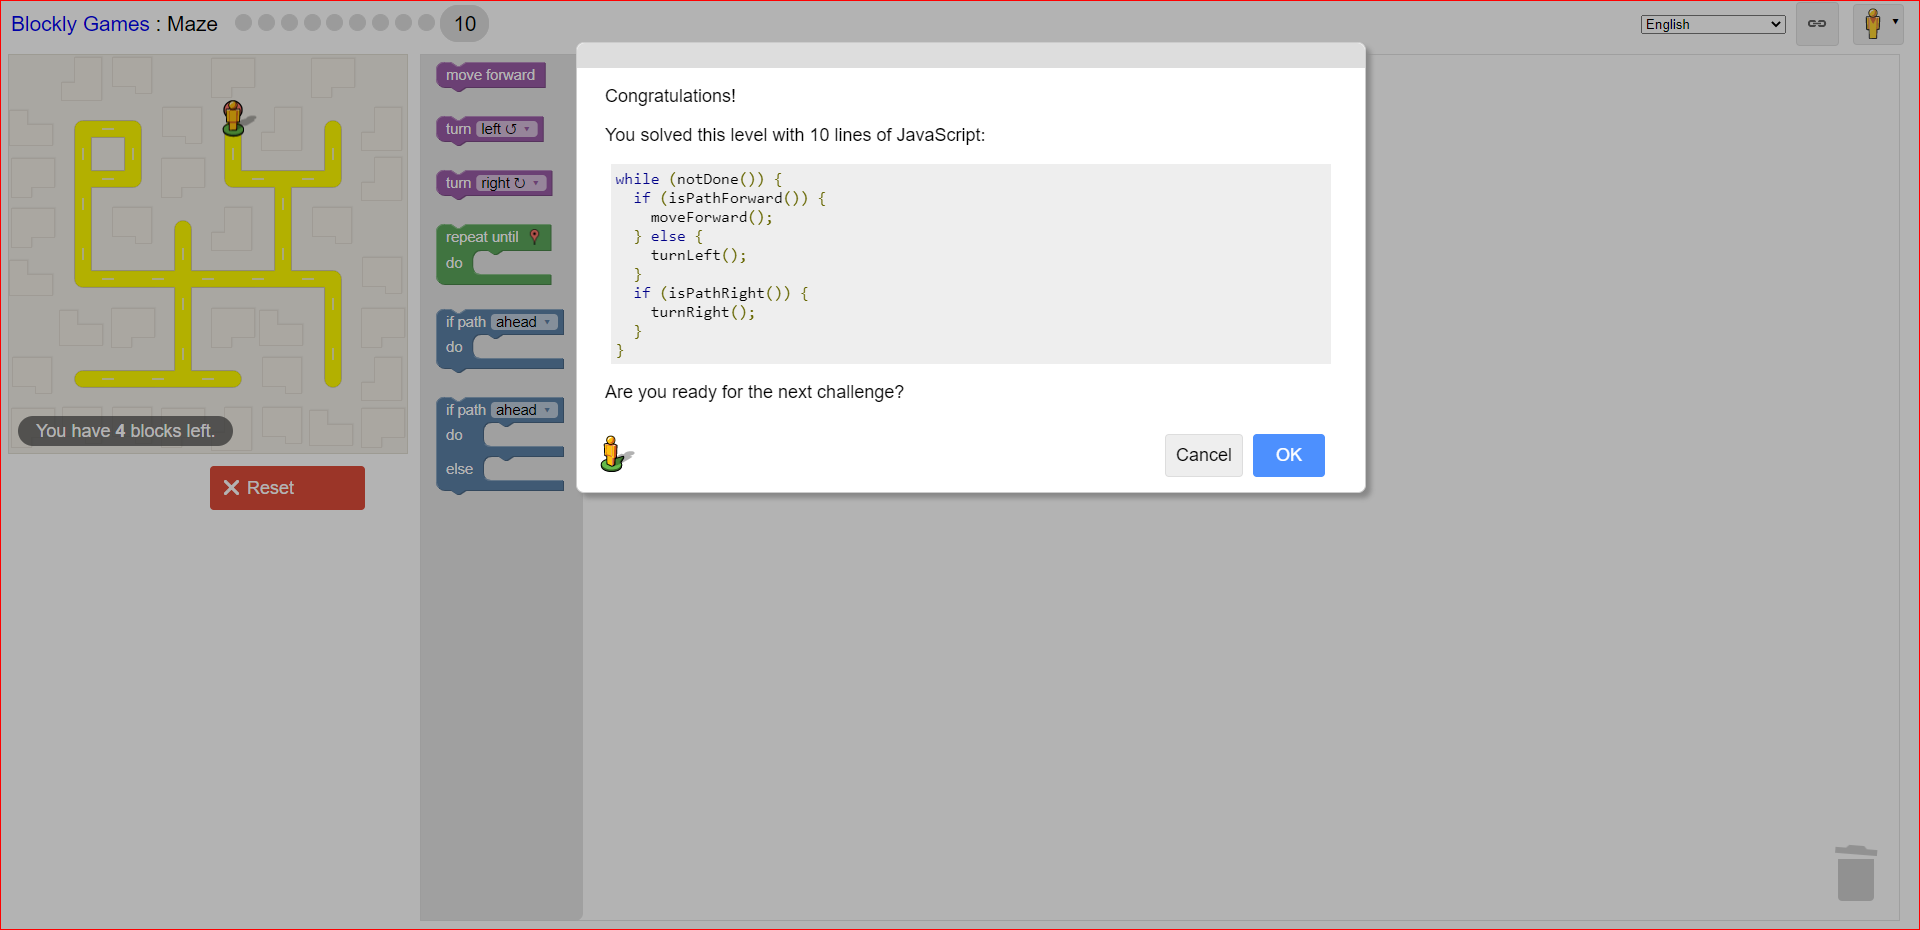 Blockly Games : Maze 10
English
move forward
turn left ↺
turn right ↻
repeat until
do
if path ahead
do
if path ahead
do
else
You have 4 blocks left.
Reset
Congratulations!
You solved this level with 10 lines of JavaScript:
while (notDone()) {
  if (isPathForward()) {
    moveForward();
  } else {
    turnLeft();
  }
  if (isPathRight()) {
    turnRight();
  }
}
Are you ready for the next challenge?
Cancel OK